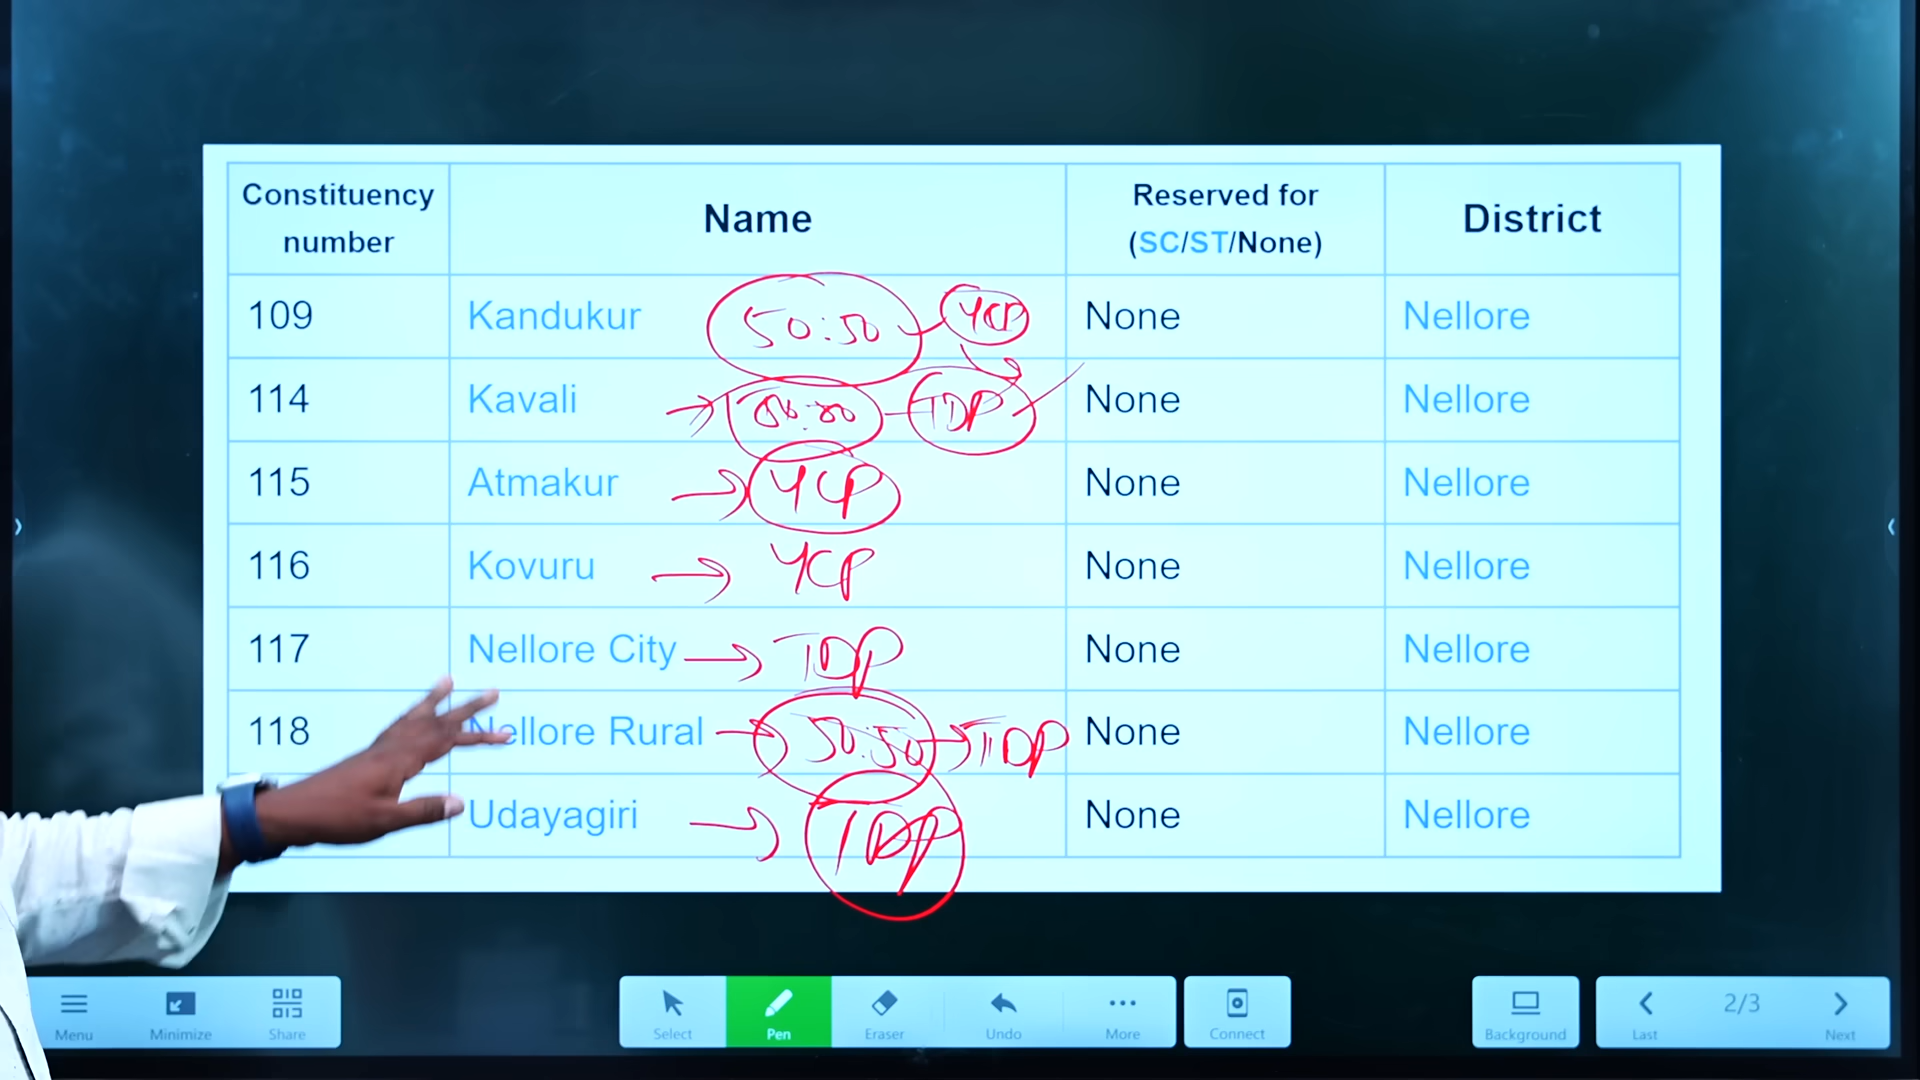 Constituency number Name Reserved for (SC/ST/None) District
109 Kandukur 50:50 YCP None Nellore
114 Kavali 50:50 TDP None Nellore
115 Atmakur YCP None Nellore
116 Kovuru YCP None Nellore
117 Nellore City TDP None Nellore
118 Nellore Rural 50:50 TDP None Nellore
Udayagiri TDP None Nellore
Menu Minimize Share Select Pen Eraser Undo More Connect Background Last 2/3 Next